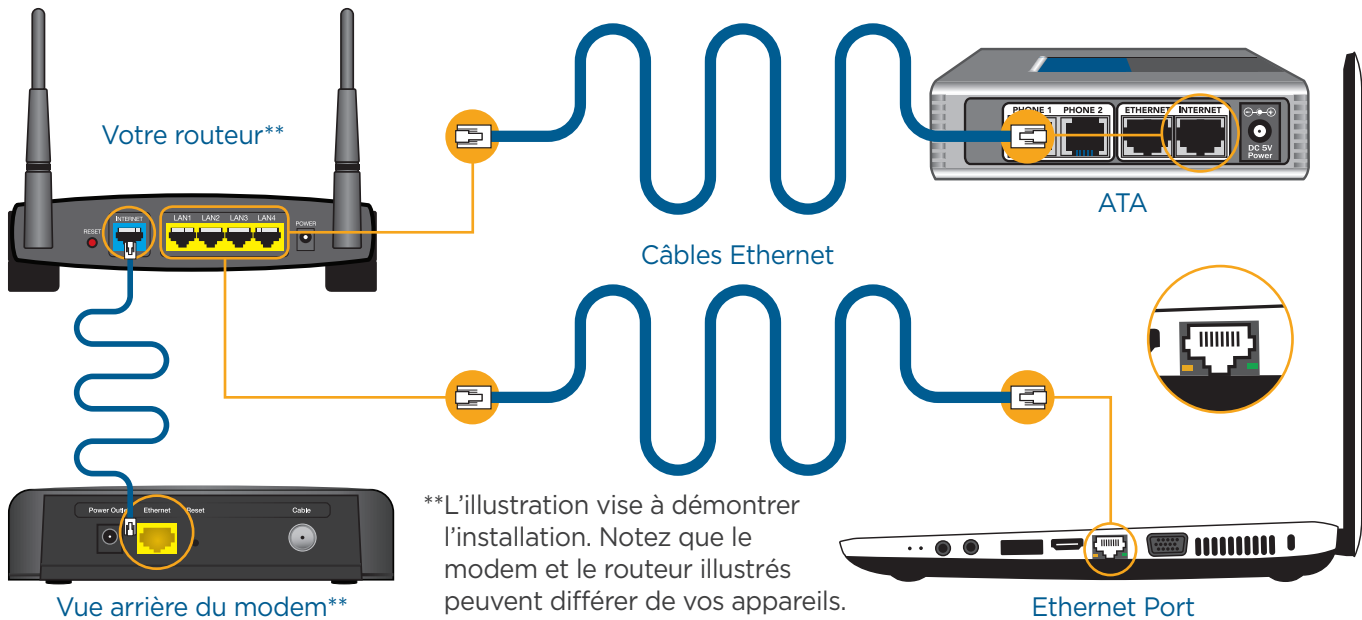 Votre routeur**
RESET
INTERNET
LAN1 LAN2 LAN3 LAN4
POWER
PHONE 1 PHONE 2 ETHERNET INTERNET
DC 5V
Power
ATA
Câbles Ethernet
Ethernet Reset Cable
Power
Vue arrière du modem**
**L'illustration vise à démontrer
l'installation. Notez que le
modem et le routeur illustrés
peuvent différer de vos appareils.
Ethernet Port